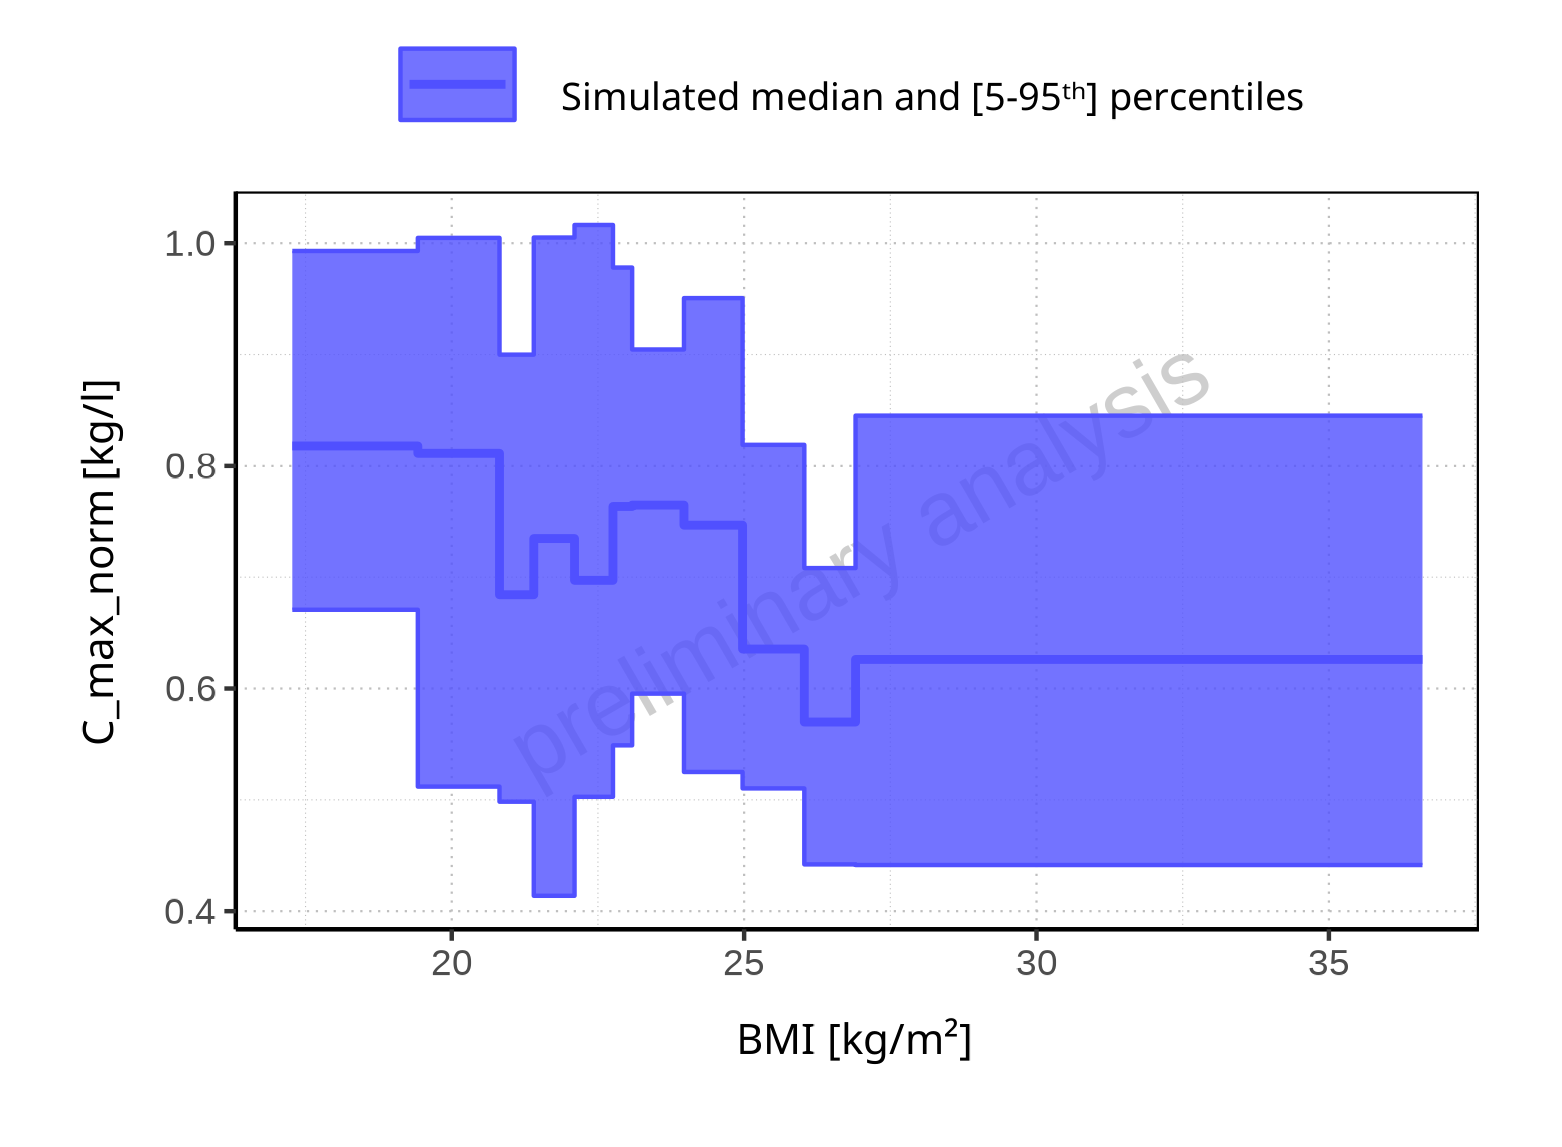 Simulated median and [5-95ᵗʰ] percentiles
C_max_norm [kg/l]
1.0
0.8
0.6
0.4
preliminary analysis
20 25 30 35
BMI [kg/m²]